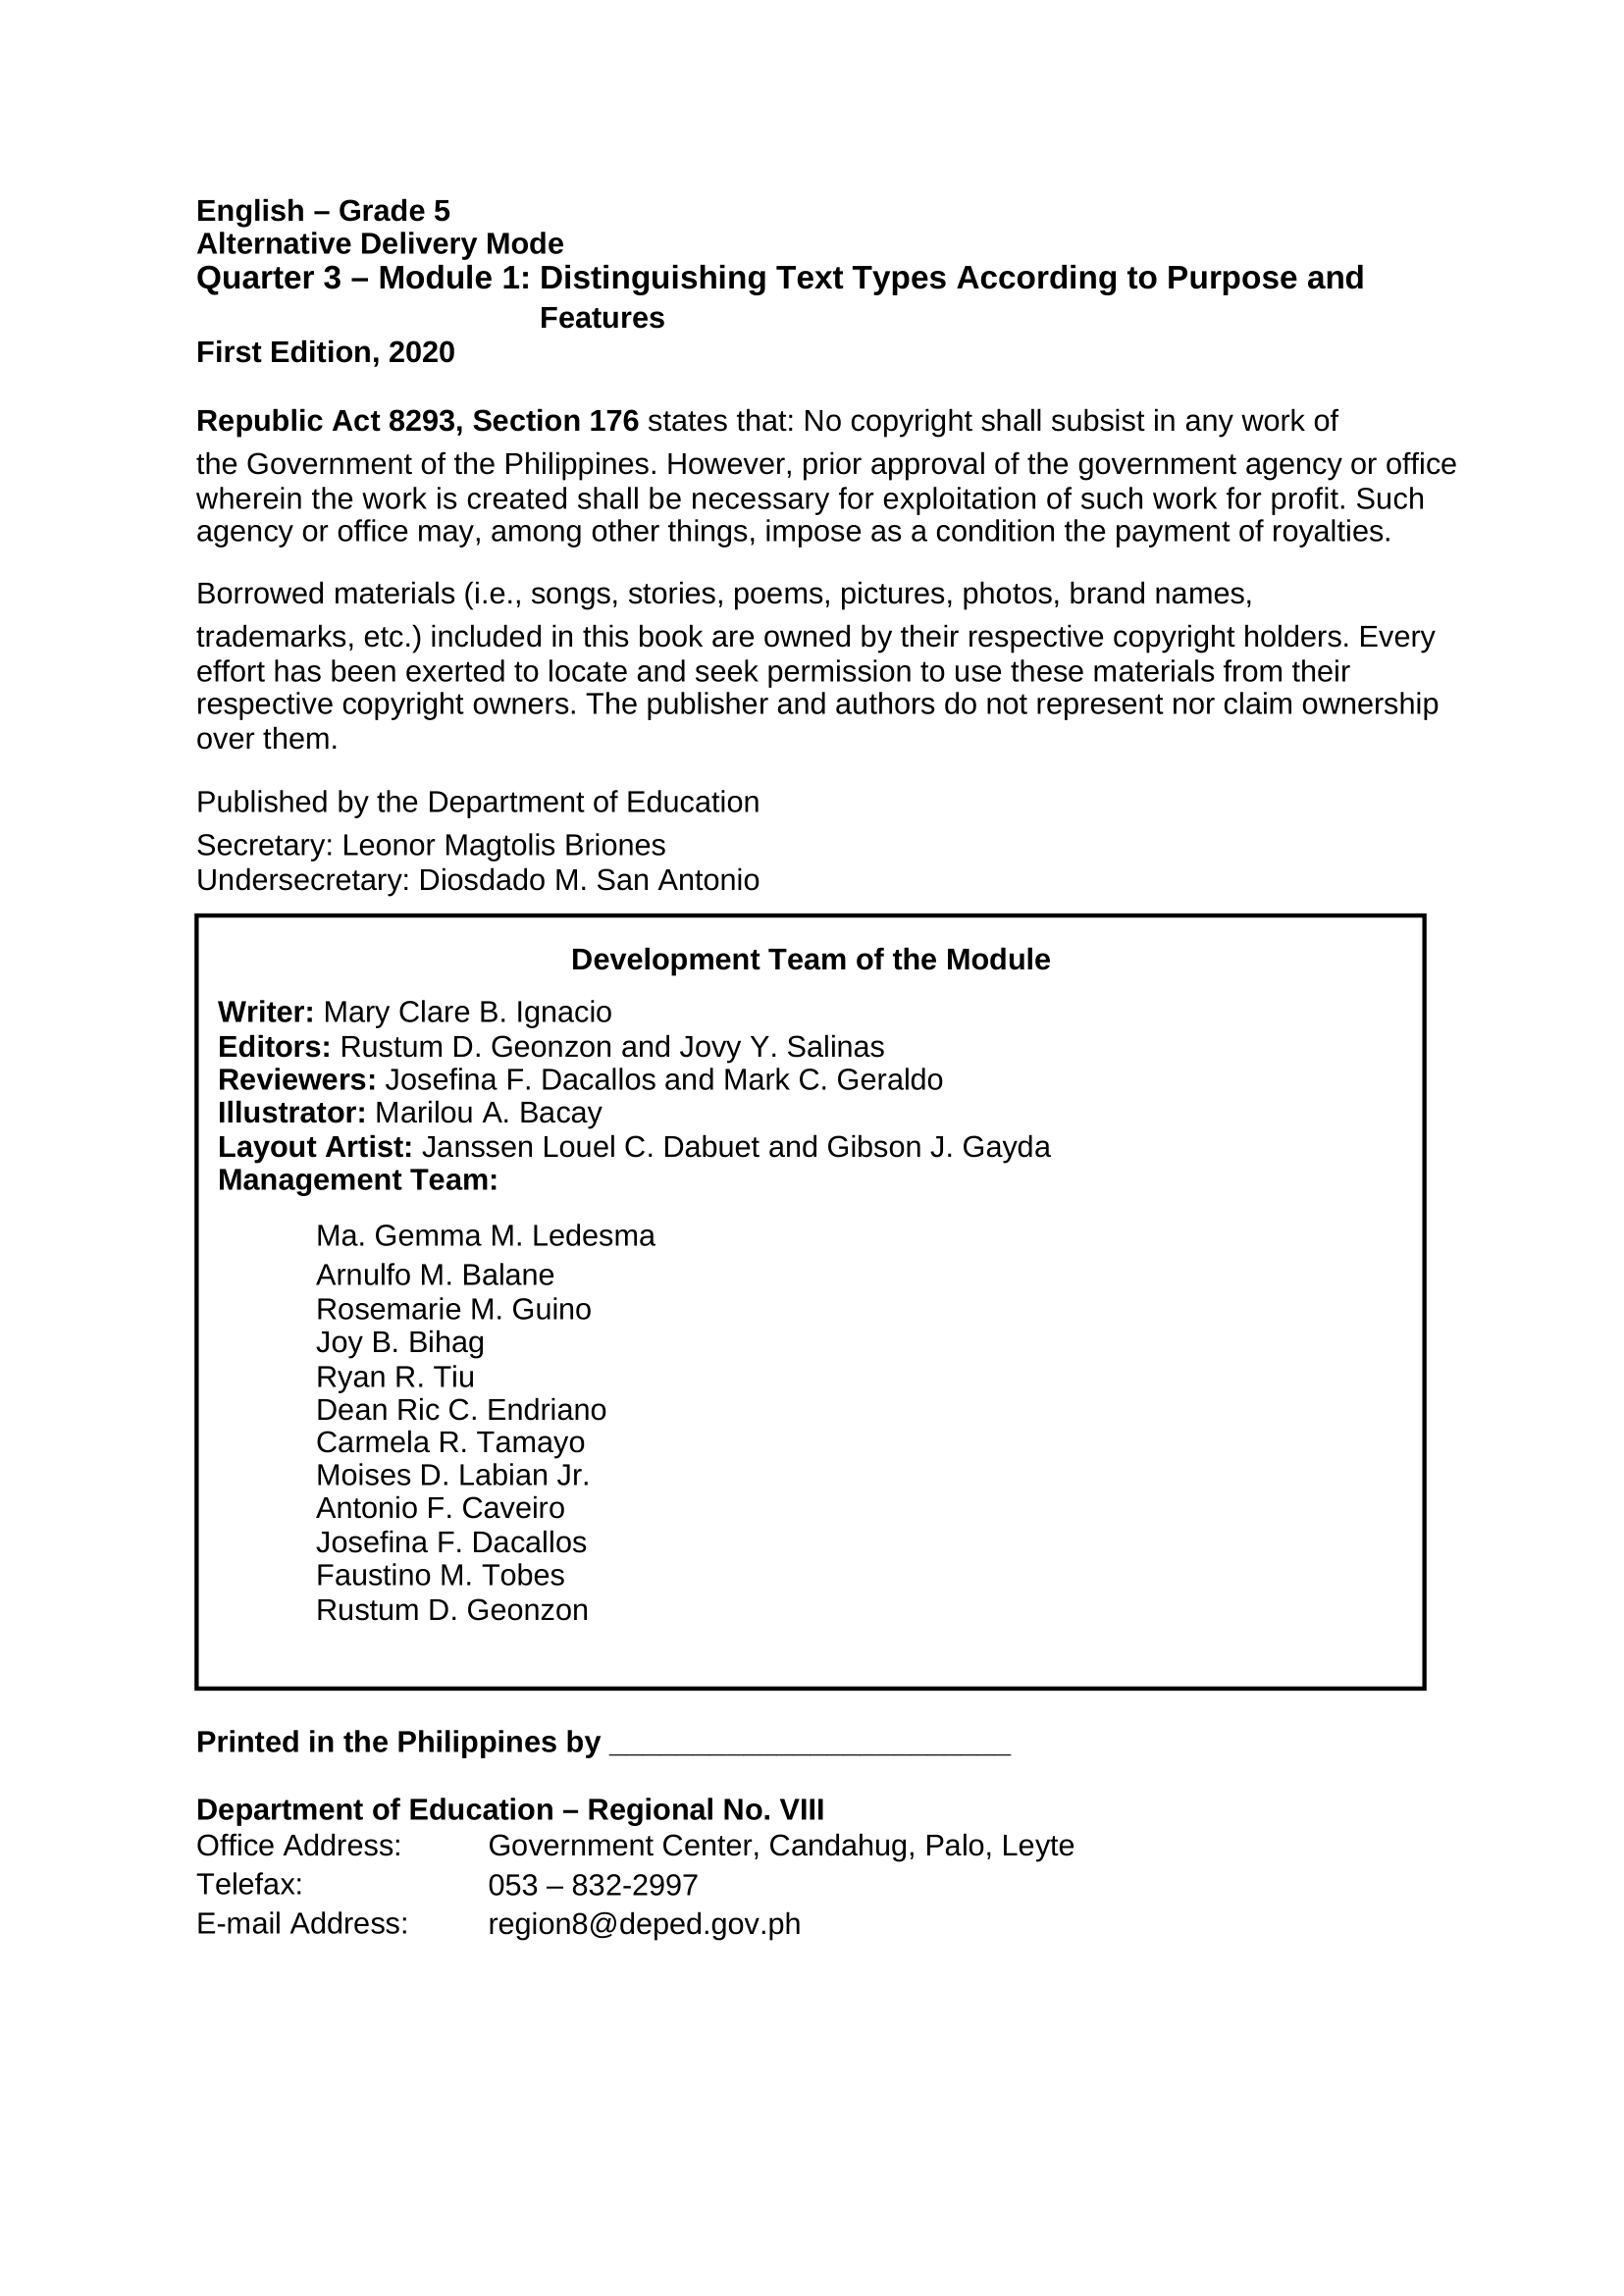 English – Grade 5
Alternative Delivery Mode
Quarter 3 – Module 1: Distinguishing Text Types According to Purpose and
Features
First Edition, 2020
Republic Act 8293, Section 176 states that: No copyright shall subsist in any work of
the Government of the Philippines. However, prior approval of the government agency or office
wherein the work is created shall be necessary for exploitation of such work for profit. Such
agency or office may, among other things, impose as a condition the payment of royalties.
Borrowed materials (i.e., songs, stories, poems, pictures, photos, brand names,
trademarks, etc.) included in this book are owned by their respective copyright holders. Every
effort has been exerted to locate and seek permission to use these materials from their
respective copyright owners. The publisher and authors do not represent nor claim ownership
over them.
Published by the Department of Education
Secretary: Leonor Magtolis Briones
Undersecretary: Diosdado M. San Antonio
Development Team of the Module
Writer: Mary Clare B. Ignacio
Editors: Rustum D. Geonzon and Jovy Y. Salinas
Reviewers: Josefina F. Dacallos and Mark C. Geraldo
Illustrator: Marilou A. Bacay
Layout Artist: Janssen Louel C. Dabuet and Gibson J. Gayda
Management Team:
Ma. Gemma M. Ledesma
Arnulfo M. Balane
Rosemarie M. Guino
Joy B. Bihag
Ryan R. Tiu
Dean Ric C. Endriano
Carmela R. Tamayo
Moises D. Labian Jr.
Antonio F. Caveiro
Josefina F. Dacallos
Faustino M. Tobes
Rustum D. Geonzon
Printed in the Philippines by ________________________
Department of Education – Regional No. VIII
Office Address: Government Center, Candahug, Palo, Leyte
Telefax: 053 – 832-2997
E-mail Address: region8@deped.gov.ph